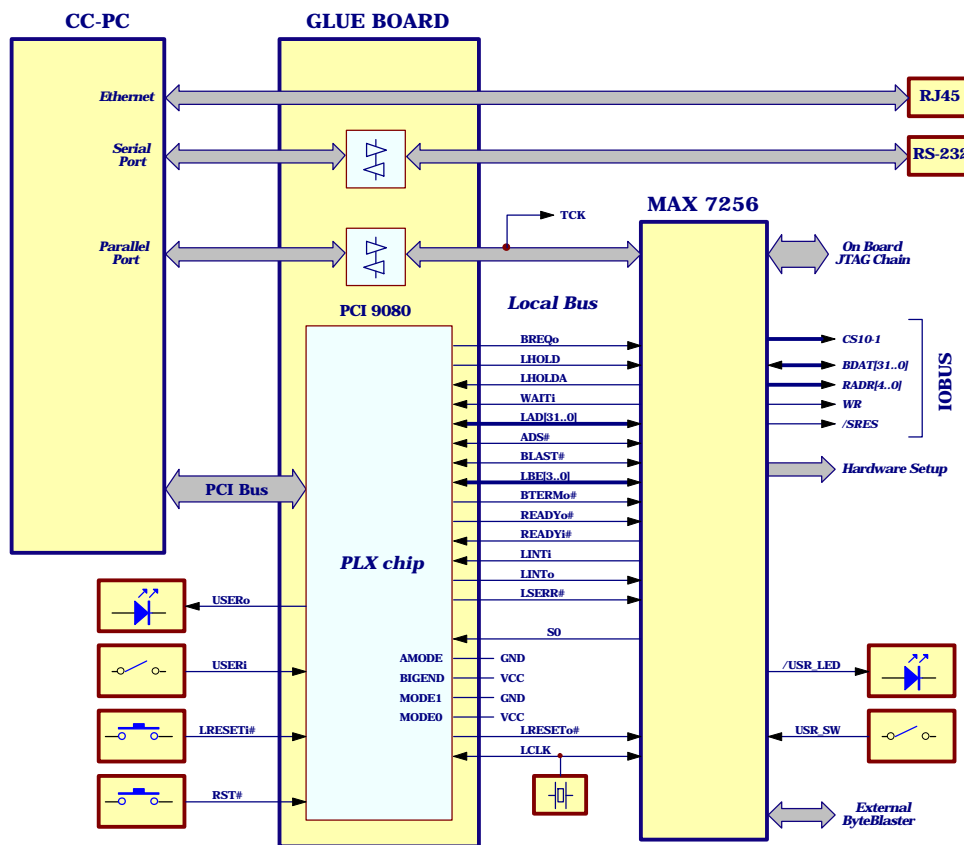 CC-PC
GLUE BOARD
Ethernet
RJ45
Serial
Port
RS-232
MAX 7256
TCK
Parallel
Port
On Board
JTAG Chain
Local Bus
PCI 9080
BREQo
LHOLD
LHOLDA
WAITi
LAD[31..0]
ADS#
BLAST#
LBE[3..0]
BTERMo#
READYo#
READYi#
LINTi
LINTo
LSERR#
S0
CS10-1
BDAT[31..0]
RADR[4..0]
WR
/SRES
IOBUS
Hardware Setup
PCI Bus
PLX chip
USERo
USERi
LRESETi#
RST#
AMODE
GND
BIGEND
VCC
MODE1
GND
MODE0
VCC
LRESETo#
LCLK
/USR_LED
USR_SW
External
ByteBlaster